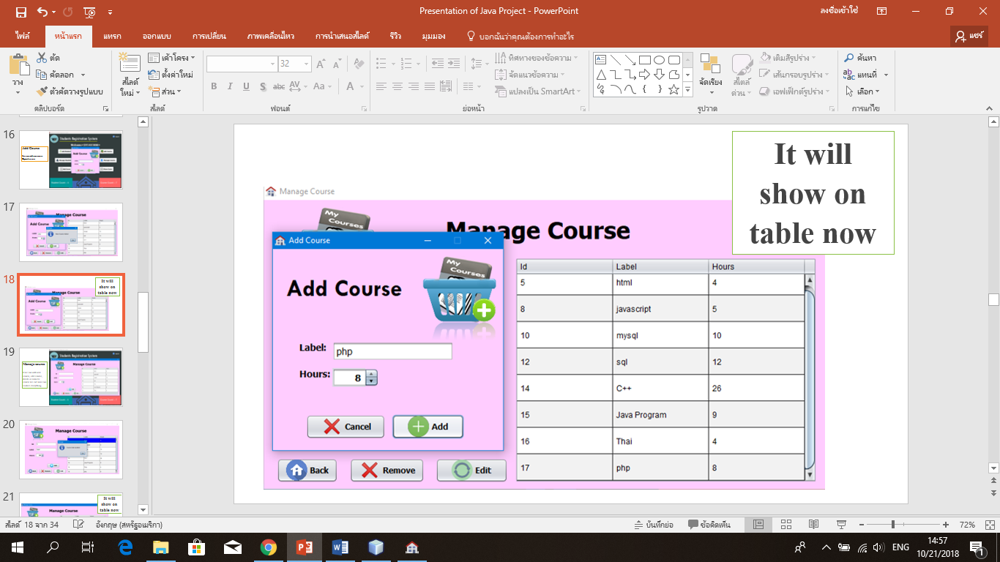 Presentation of Java Project - PowerPoint
ลงชื่อเข้าใช้
ไฟล์ หน้าแรก แทรก ออกแบบ การเปลี่ยน ภาพเคลื่อนไหว การนำเสนอสไลด์ รีวิว มุมมอง บอกฉันว่าคุณต้องการทำอะไร แชร์
วาง
ตัด
คัดลอก
ตัวคัดวางรูปแบบ
คลิปบอร์ด
สไลด์
ใหม่
เค้าโครง
ตั้งค่าใหม่
ส่วน
สไลด์
32
B I U S abc AV Aa A
ฟอนต์
ทิศทางของข้อความ
จัดแนวข้อความ
แปลงเป็น SmartArt
ย่อหน้า
จัดเรียง
สไตล์
ด่วน
เติมสีรูปร่าง
เส้นกรอบรูปร่าง
เอฟเฟ็กต์รูปร่าง
รูปวาด
ค้นหา
แทนที่
เลือก
การแก้ไข
16
Students Registration System
Add Course
17
Manage Course
Add Course
18
It will
show on
table now
Manage Course
Add Course
19
Manage course
Students Registration System
Manage Course
20
Manage Course
21
It will
show on
table now
Manage Course
It will
show on
table now
Manage Course
My
Courses
Manage Course
Add Course
My
Courses
Add Course
Label: php
Hours: 8
Cancel Add
Back Remove Edit
Id Label Hours
5 html 4
8 javascript 5
10 mysql 10
12 sql 12
14 C++ 26
15 Java Program 9
16 Thai 4
17 php 8
สไลด์ 18 จาก 34 อังกฤษ (สหรัฐอเมริกา) บันทึกย่อ ข้อคิดเห็น 72%
ENG
14:57
10/21/2018
1